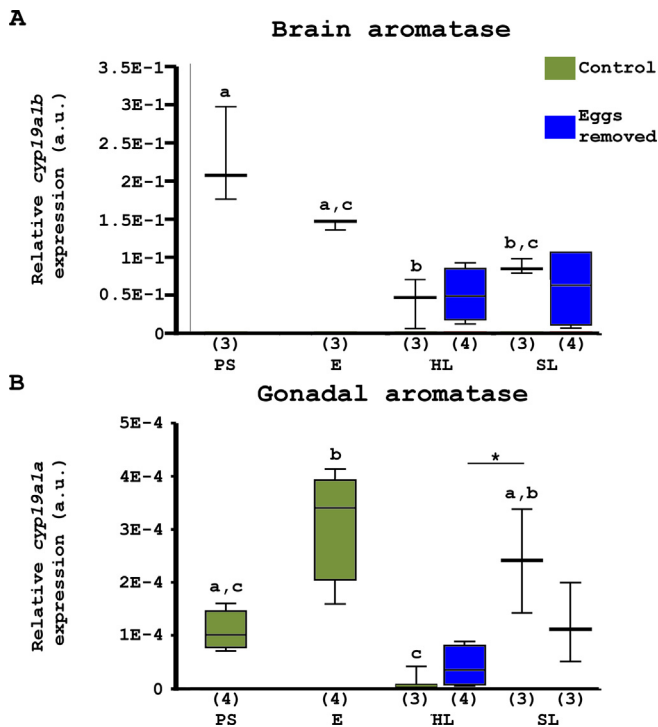 A
Brain aromatase
Control
Eggs
removed
Relative cyp19a1b
expression (a.u.)
3.5E-1
3E-1
2.5E-1
2E-1
1.5E-1
1E-1
0.5E-1
0
a
a,c
b
b,c
(3) (3) (3) (4) (3) (4)
PS E HL SL
B
Gonadal aromatase
Relative cyp19a1a
expression (a.u.)
5E-4
4E-4
3E-4
2E-4
1E-4
0
a,c
b
c
*
a,b
(4) (4) (3) (4) (3) (3)
PS E HL SL